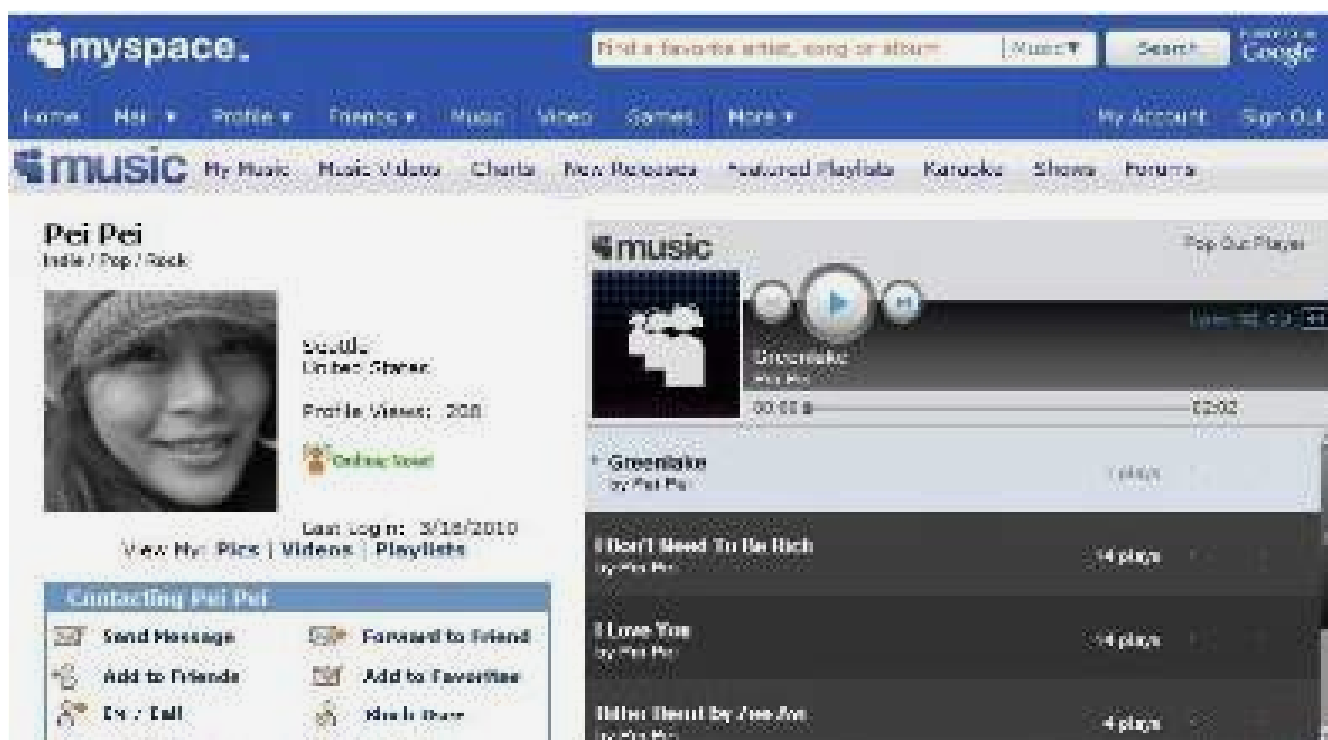 myspace.
Find a favorite artist, song or album Music Search Google
Home Profile Friends Music Video Games More My Account Sign Out
music My Music Music Videos Charts New Releases Featured Playlists Karaoke Shows Forums
Pei Pei
Indie / Pop / Rock
Seattle
United States
Profile Views:
Online Now!
Last Login: 3/18/2010
View My: Pics | Videos | Playlists
Contacting Pei Pei
Send Message Forward to Friend
Add to Friends Add to Favorites
Block User
music Pop Out Player
Greenlake
Pei Pei
00:00 02:02
Greenlake plays
by Pei Pei
I Don't Need To Be Rich 14 plays
by Pei Pei
I Love You 14 plays
by Pei Pei
by Zee Avi 4 plays
by Pei Pei